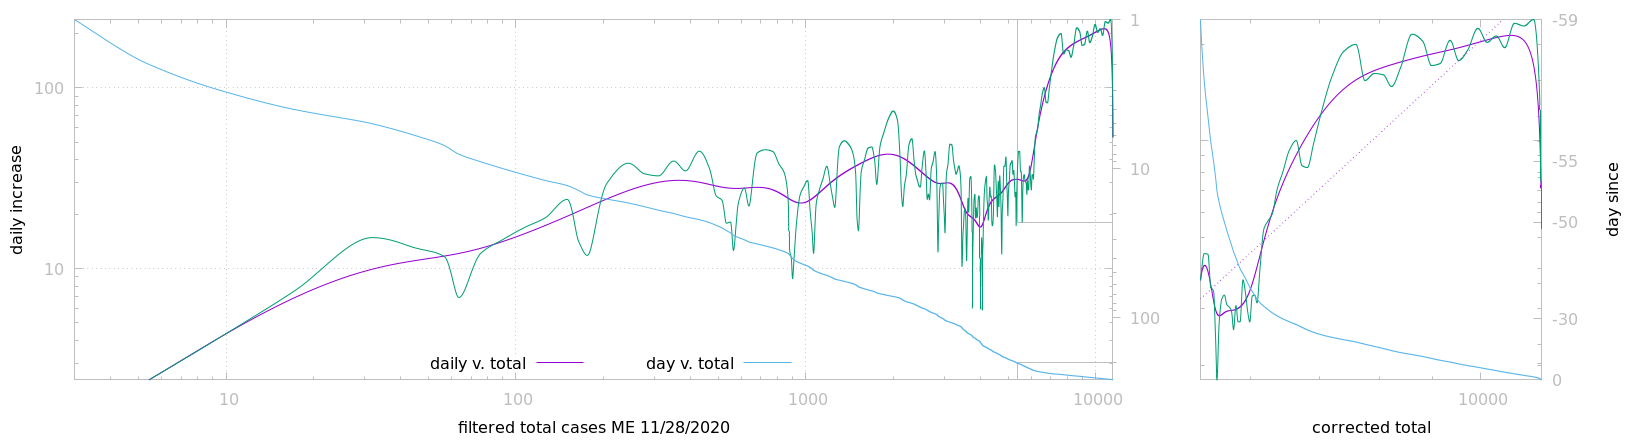 1
-59
100
daily increase
10
-55
day since
-50
10
100
-30
daily v. total
day v. total
0
10
100
1000
10000
10000
filtered total cases ME 11/28/2020
corrected total